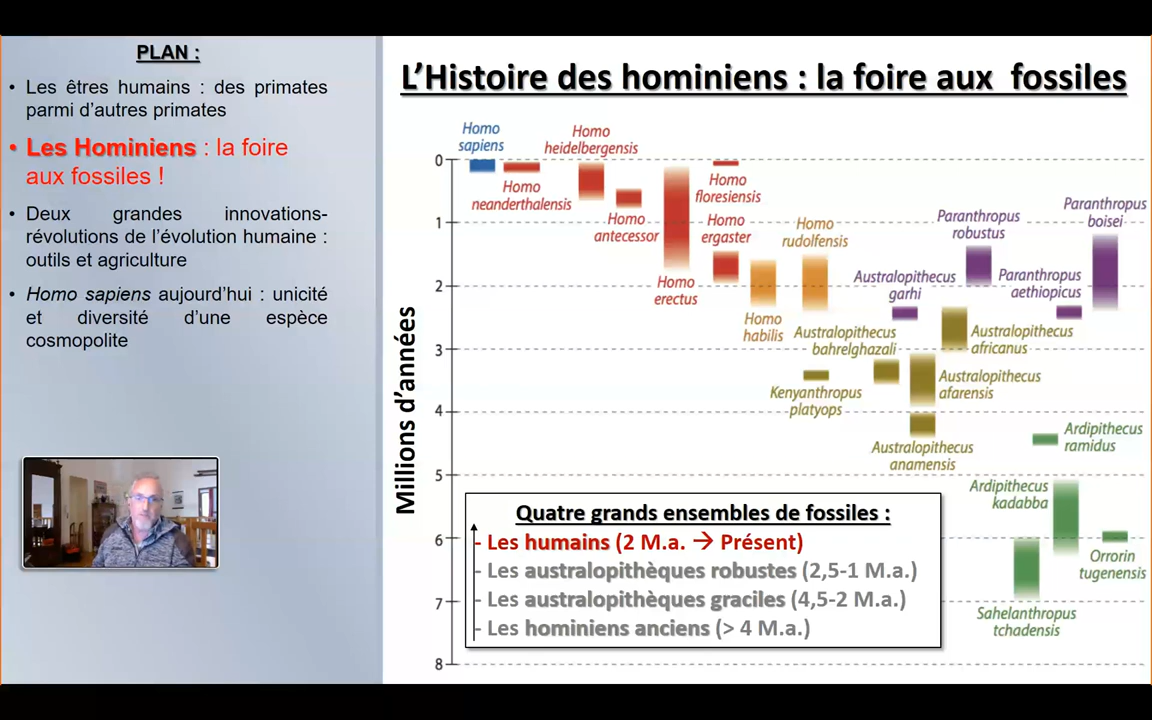 PLAN :
• Les êtres humains : des primates
parmi d’autres primates
• Les Hominiens : la foire
aux fossiles !
• Deux grandes innovations-
révolutions de l’évolution humaine :
outils et agriculture
• Homo sapiens aujourd’hui : unicité
et diversité d’une espèce
cosmopolite
L’Histoire des hominiens : la foire aux fossiles
Millions d’années
0
1
2
3
4
5
6
7
8
Homo
sapiens
Homo
neanderthalensis
Homo
heidelbergensis
Homo
antecessor
Homo
erectus
Homo
floresiensis
Homo
ergaster
Homo
habilis
Homo
rudolfensis
Australopithecus
garhi
Paranthropus
robustus
Paranthropus
aethiopicus
Paranthropus
boisei
Australopithecus
bahrelghazali
Australopithecus
africanus
Kenyanthropus
platyops
Australopithecus
afarensis
Australopithecus
anamensis
Ardipithecus
ramidus
Ardipithecus
kadabba
Orrorin
tugenensis
Sahelanthropus
tchadensis
Quatre grands ensembles de fossiles :
- Les humains (2 M.a. → Présent)
- Les australopithèques robustes (2,5-1 M.a.)
- Les australopithèques graciles (4,5-2 M.a.)
- Les hominiens anciens (> 4 M.a.)